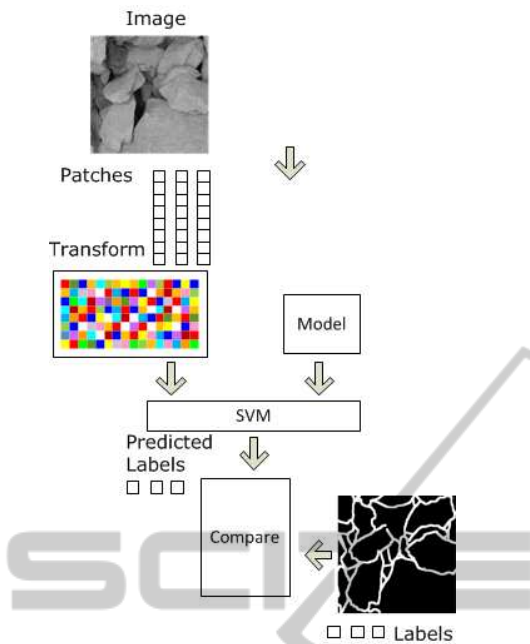 Image
Patches
Transform
Model
SVM
Predicted
Labels
Compare
Labels